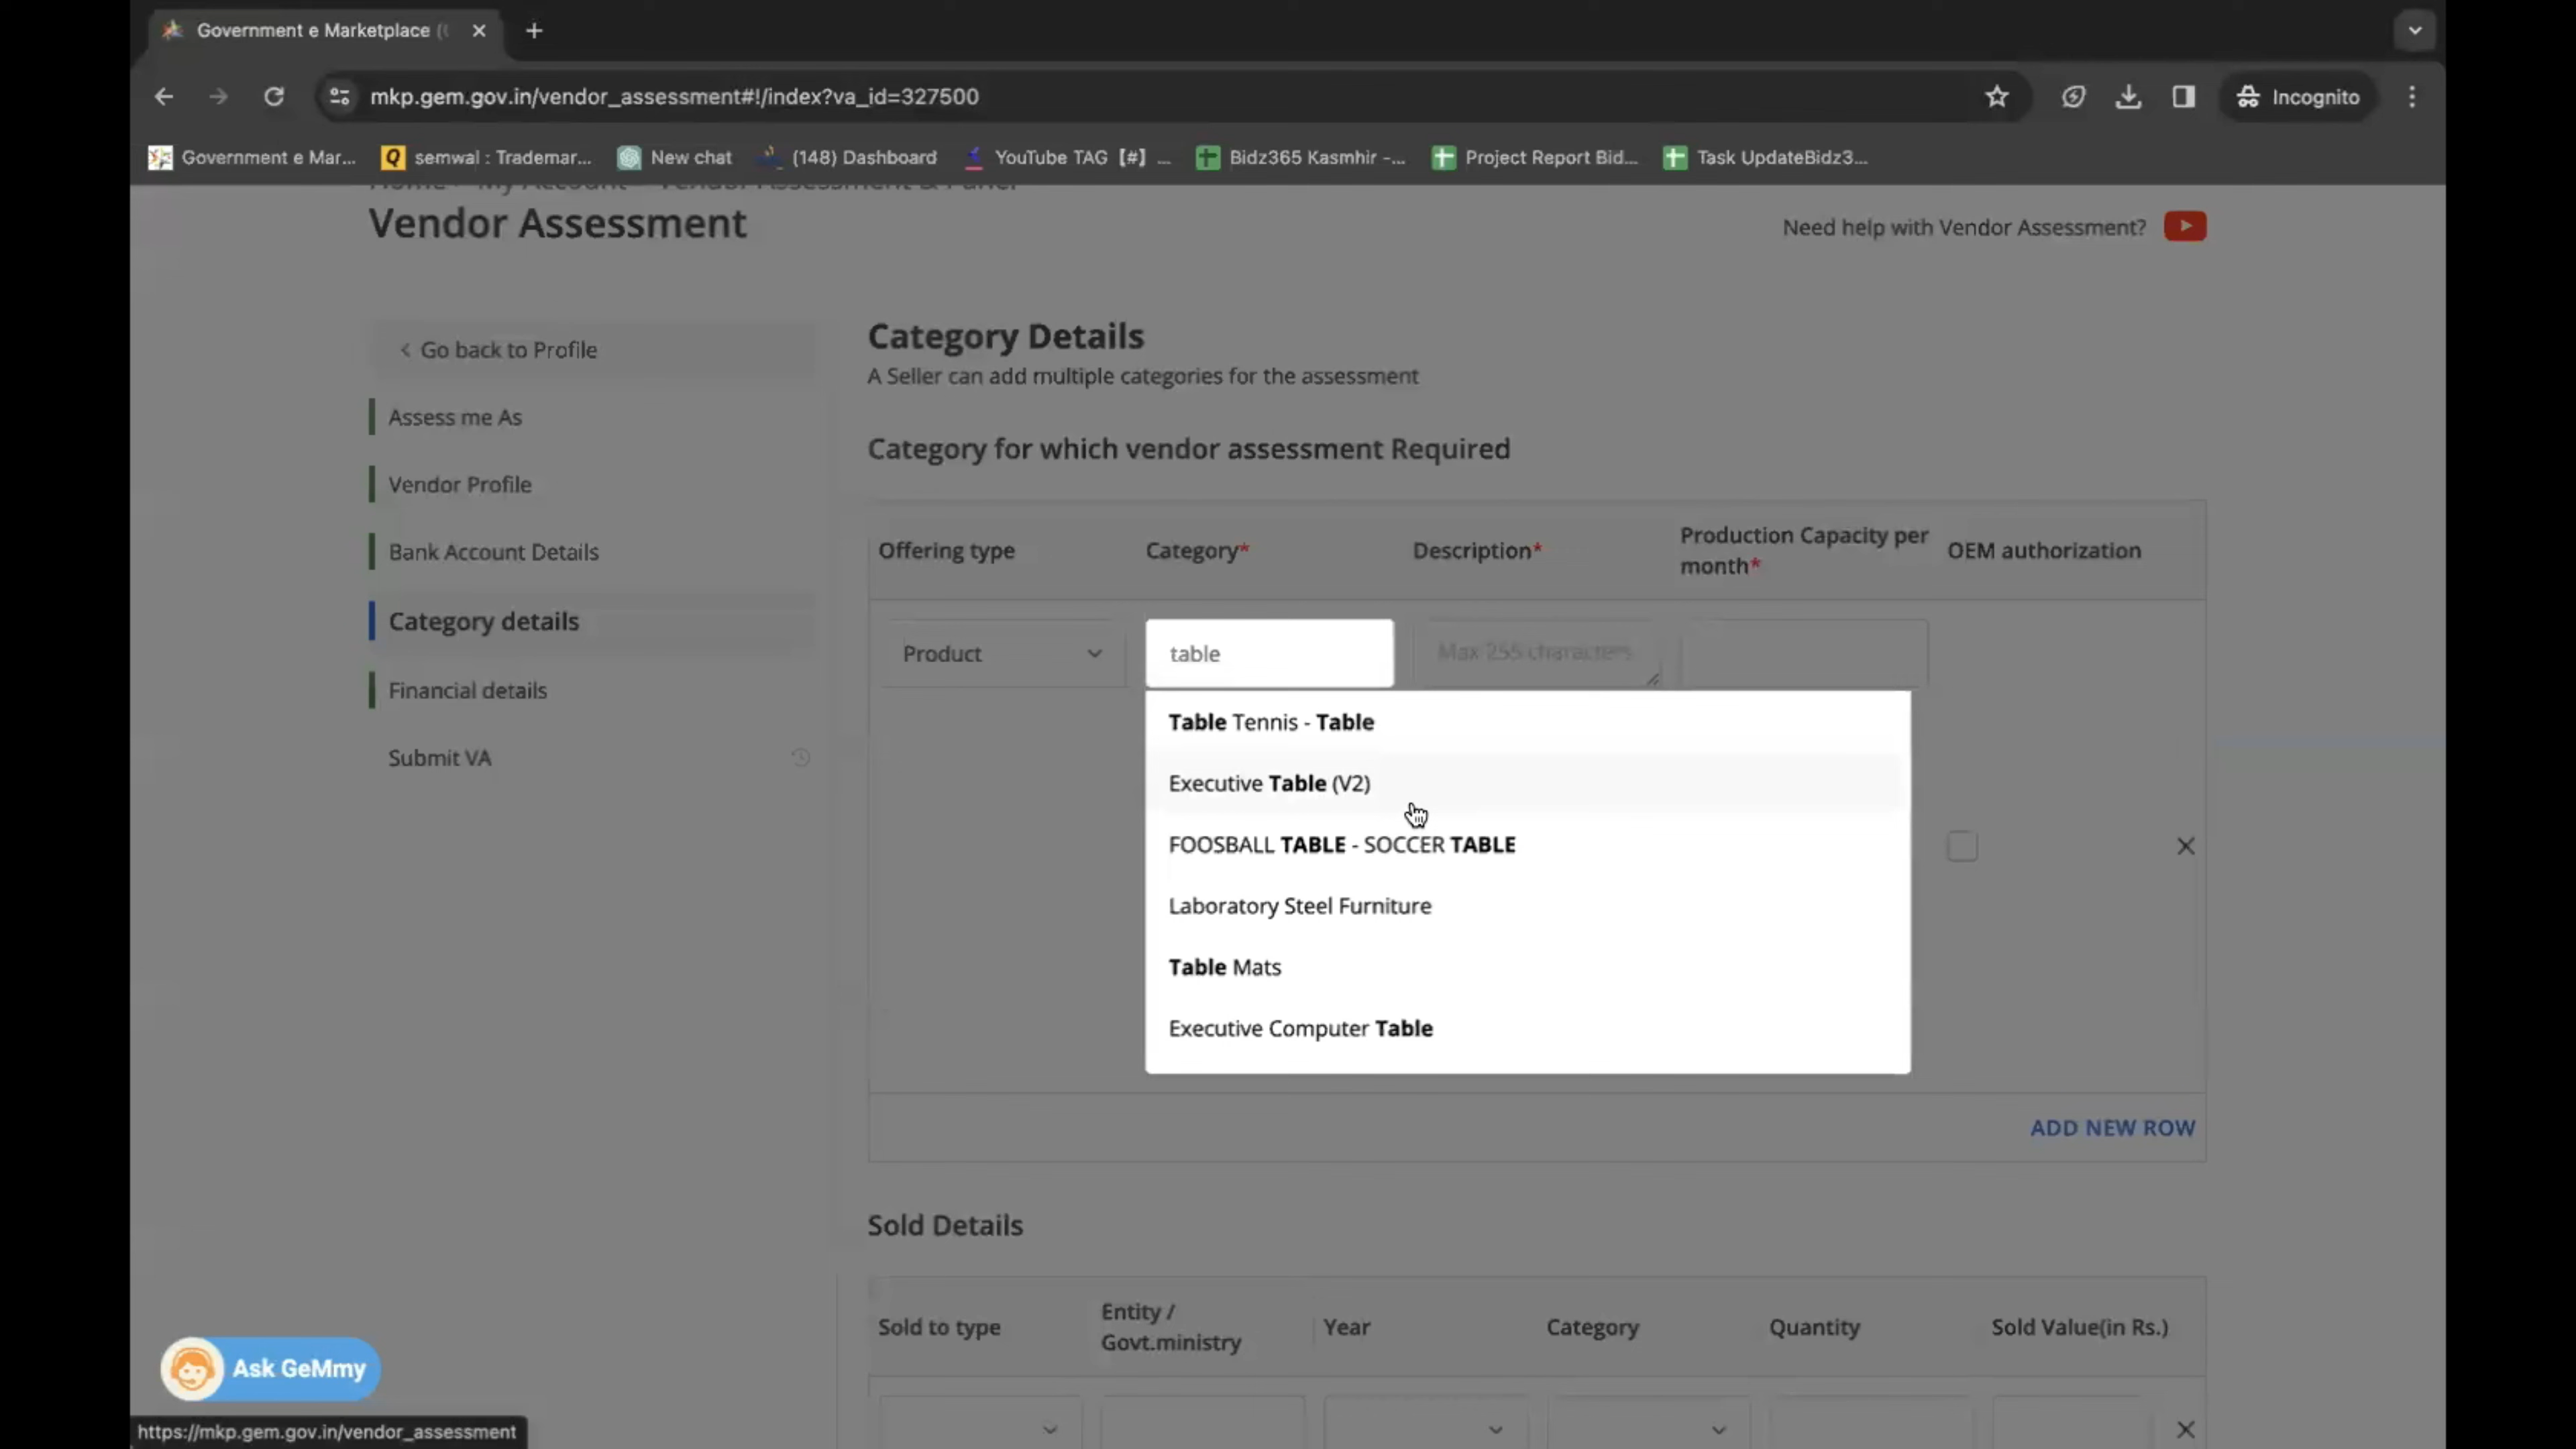 Government e Marketplace (
mkp.gem.gov.in/vendor_assessment#!/index?va_id=327500
Incognito
Government e Mar...
semwal : Trademar...
New chat
(148) Dashboard
YouTube TAG [#] ...
Bidz365 Kasmhir -...
Project Report Bid...
Task UpdateBidz3...
Home My Account Vendor Assessment & Panel
Vendor Assessment
Need help with Vendor Assessment?
Go back to Profile
Assess me As
Vendor Profile
Bank Account Details
Category details
Financial details
Submit VA
Category Details
A Seller can add multiple categories for the assessment
Category for which vendor assessment Required
Offering type
Category*
Description*
Production Capacity per
month*
OEM authorization
Product
table
Max 255 characters
Table Tennis - Table
Executive Table (V2)
FOOSBALL TABLE - SOCCER TABLE
Laboratory Steel Furniture
Table Mats
Executive Computer Table
ADD NEW ROW
Sold Details
Sold to type
Entity /
Govt.ministry
Year
Category
Quantity
Sold Value(in Rs.)
Ask GeMmy
https://mkp.gem.gov.in/vendor_assessment